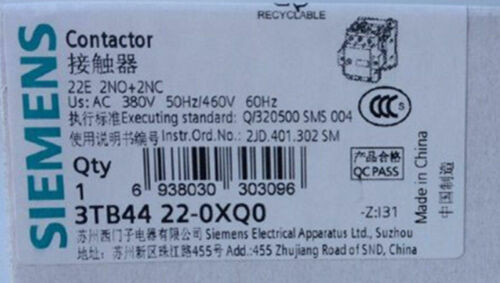 RECYCLABLE
SIEMENS
Contactor
接触器
22E 2NO+2NC
Us: AC 380V 50Hz/460V 60Hz
执行标准Executing standard: Q/320500 SMS 004
使用说明书编号Instr.Ord.No.: 2JD.401.302 SM
CCC
Qty
1
6 938030 303096
产品合格
QC PASS
Made in China
中国制造
3TB44 22-0XQ0
-Z:I31
苏州西门子电器有限公司 Siemens Electrical Apparatus Ltd., Suzhou
苏州新区珠江路455号 Add.:455 Zhujiang Road of SND, China